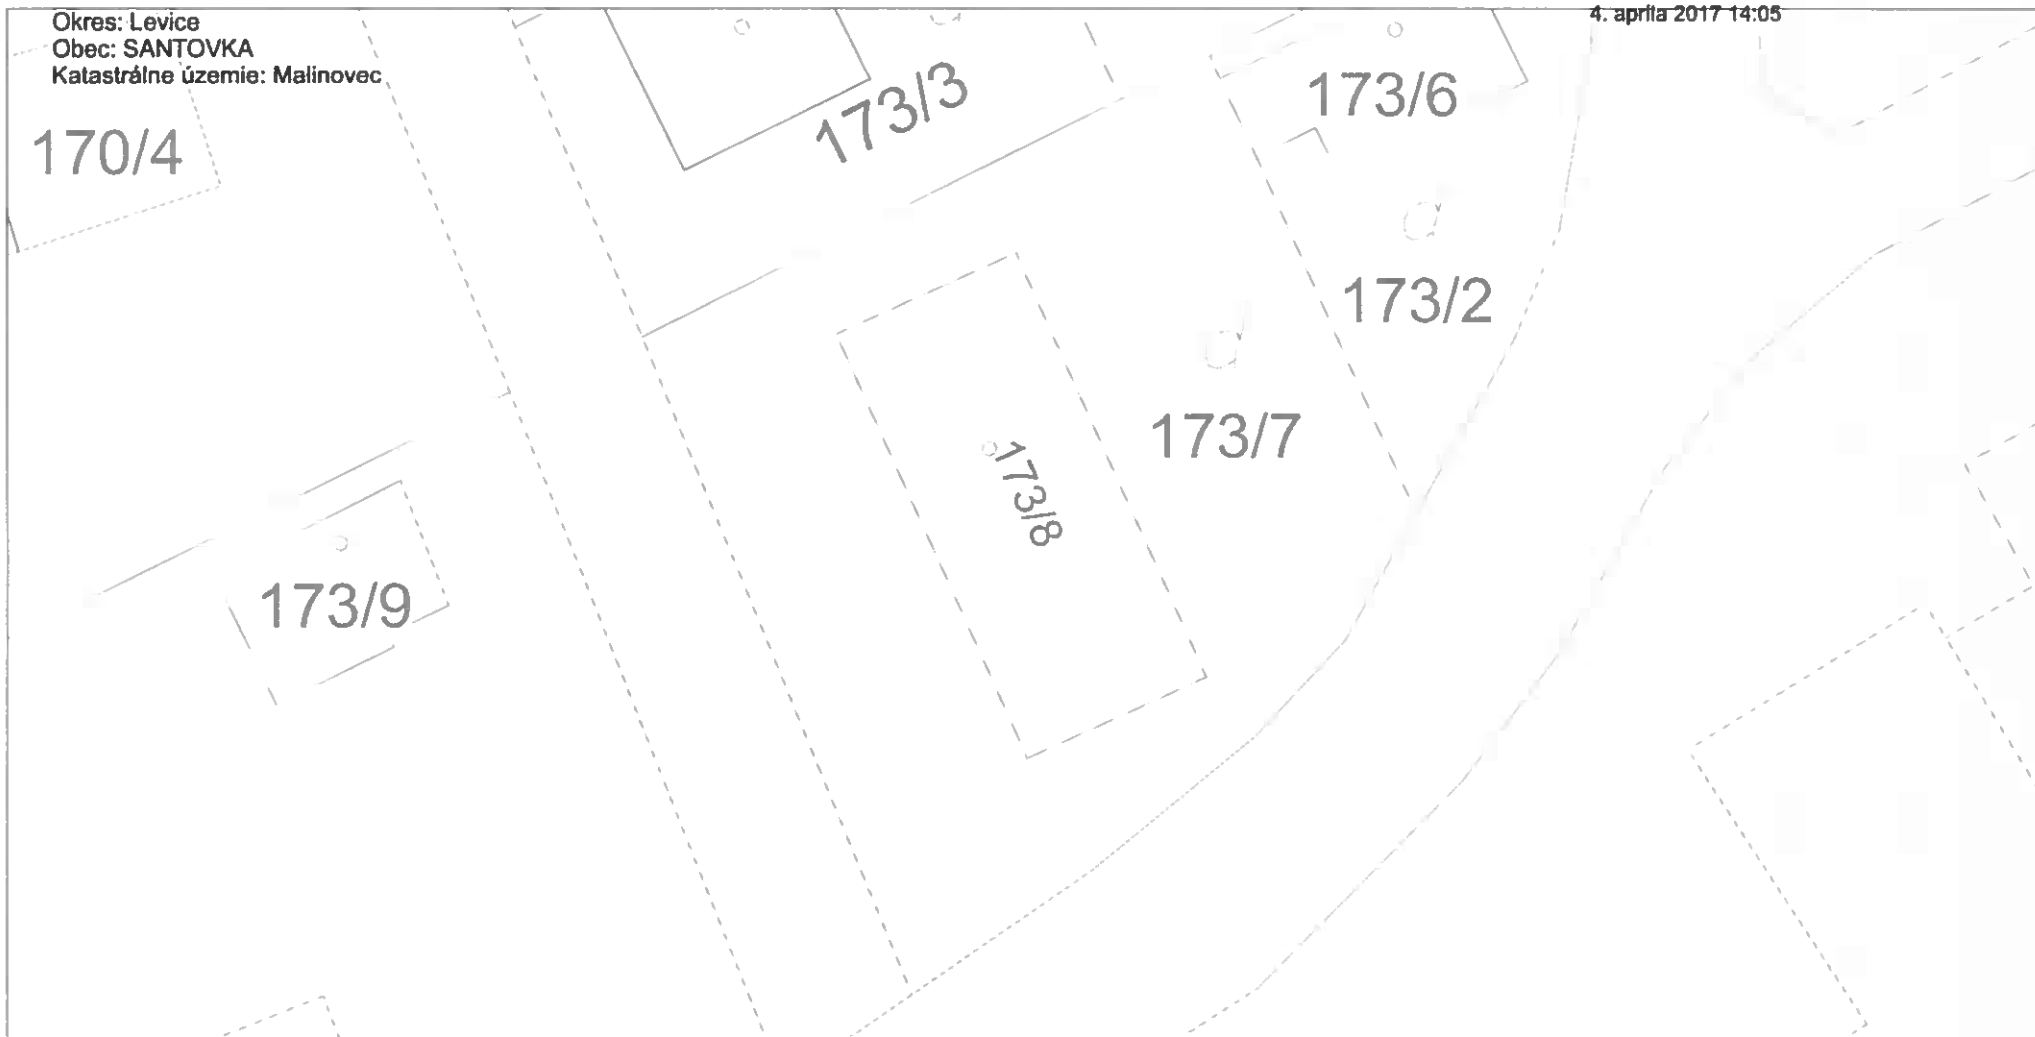 Okres: Levice
Obec: SANTOVKA
Katastrálne územie: Malinovec
4. apríla 2017 14:05
170/4
173/3
173/6
173/2
173/7
173/8
173/9